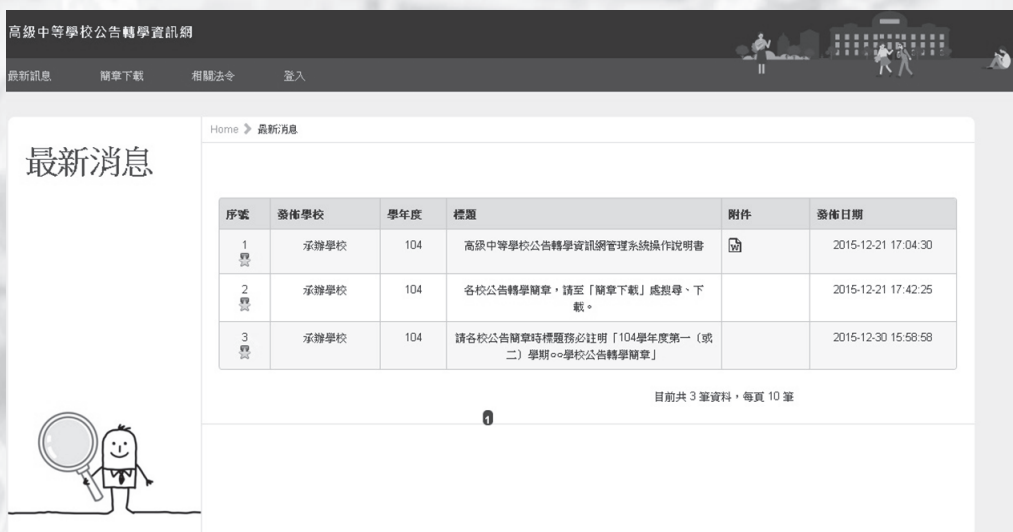 高級中等學校公告轉學資訊網
最新訊息 簡章下載 相關法令 登入
Home 最新消息
最新消息
序號 發佈學校 學年度 標題 附件 發佈日期
1 承辦學校 104 高級中等學校公告轉學資訊網管理系統操作說明書 2015-12-21 17:04:30
2 承辦學校 104 各校公告轉學簡章，請至「簡章下載」處搜尋、下 2015-12-21 17:42:25
載。
3 承辦學校 104 請各校公告簡章時標題務必註明「104學年度第一（或 2015-12-30 15:58:58
二）學期○○學校公告轉學簡章」
目前共 3 筆資料，每頁 10 筆
1